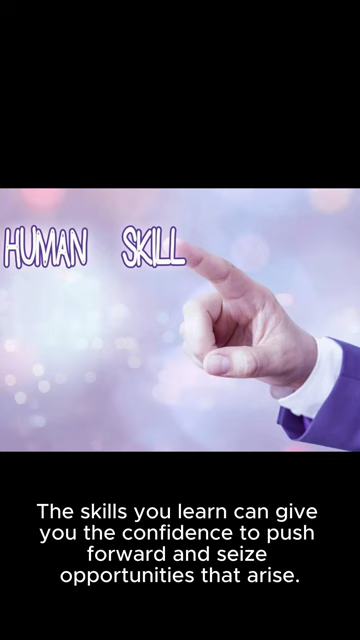 HUMAN SKILL
The skills you learn can give
you the confidence to push
forward and seize
opportunities that arise.